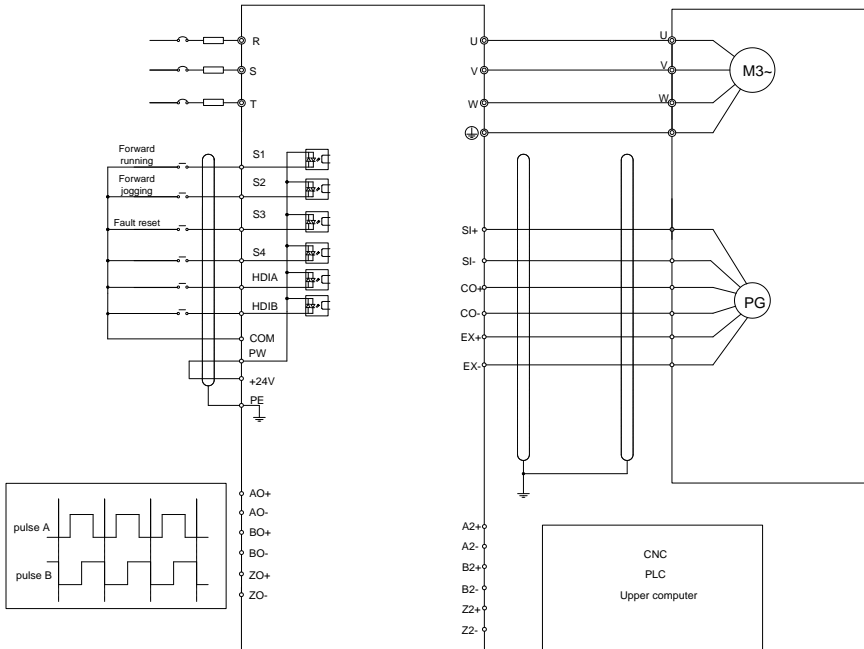 R
S
T
U
V
W
U
V
W
M3~
Forward
running
Forward
jogging
Fault reset
S1
S2
S3
S4
HDIA
HDIB
COM
PW
+24V
PE
SI+
SI-
CO+
CO-
EX+
EX-
PG
pulse A
pulse B
AO+
AO-
BO+
BO-
ZO+
ZO-
A2+
A2-
B2+
B2-
Z2+
Z2-
CNC
PLC
Upper computer